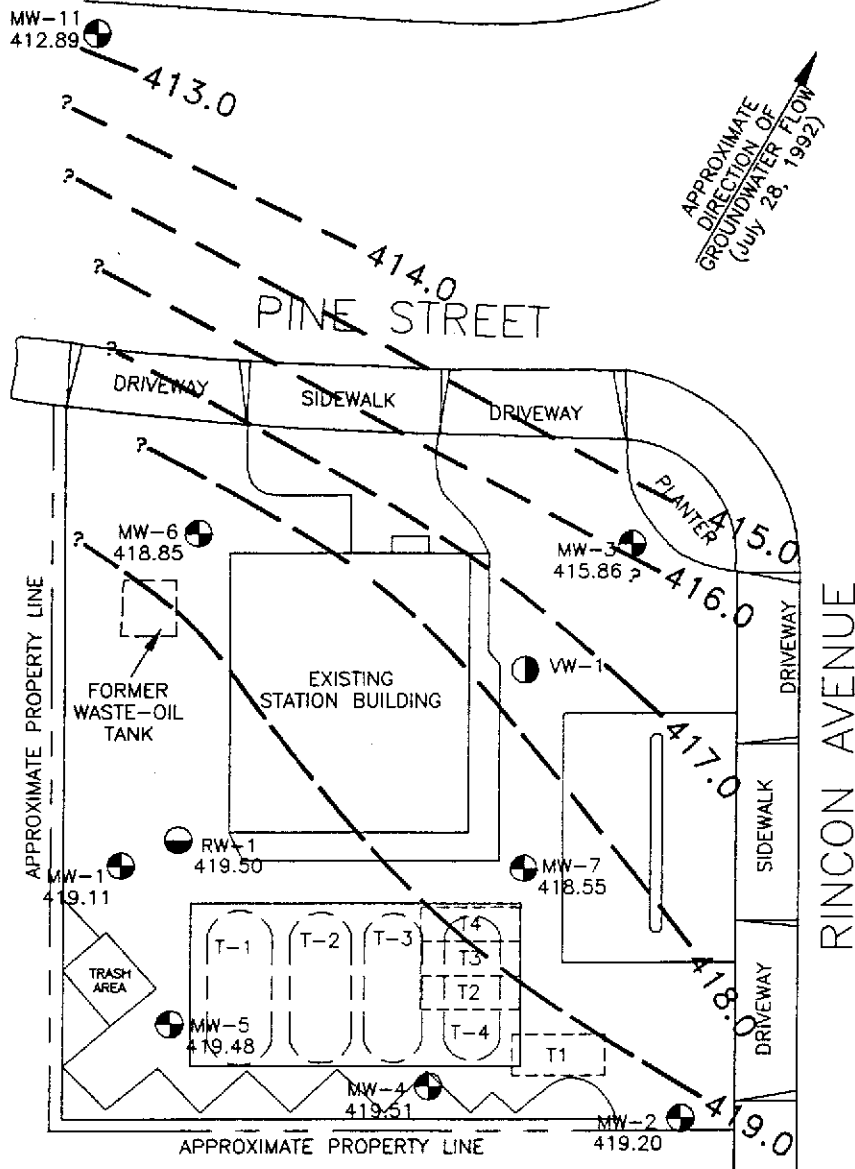 MW-11
412.89
413.0
?
APPROXIMATE
DIRECTION OF
GROUNDWATER FLOW
(July 28, 1992)
?
414.0
?
PINE STREET
?
DRIVEWAY
SIDEWALK
DRIVEWAY
?
PLANTER
415.0
MW-6
418.85
MW-3
415.86
?
416.0
?
APPROXIMATE PROPERTY LINE
FORMER
WASTE-OIL
TANK
EXISTING
STATION BUILDING
VW-1
DRIVEWAY
RINCON AVENUE
417.0
RW-1
419.50
MW-1
419.11
MW-7
418.55
SIDEWALK
T-1
T-2
T-3
T4
T3
T2
T-4
TRASH
AREA
418.0
DRIVEWAY
MW-5
419.48
T1
MW-4
419.51
MW-2
419.20
419.0
APPROXIMATE PROPERTY LINE